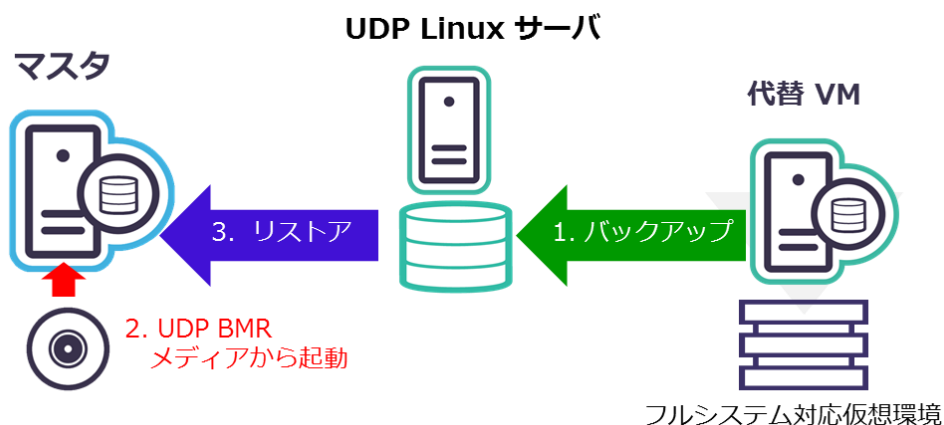 UDP Linux サーバ
マスタ
代替 VM
3. リストア
1. バックアップ
2. UDP BMR
メディアから起動
フルシステム対応仮想環境